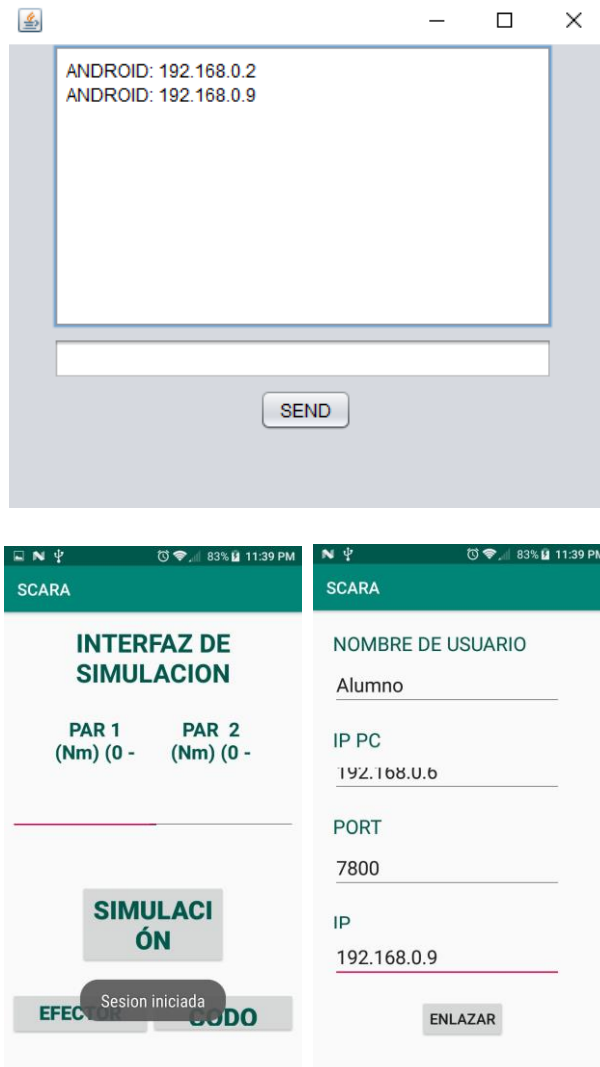 ANDROID: 192.168.0.2
ANDROID: 192.168.0.9
SEND
83% 11:39 PM
SCARA
INTERFAZ DE
SIMULACION
PAR 1
(Nm) (0 -
PAR 2
(Nm) (0 -
SIMULACI
ÓN
Sesion iniciada
CODO
83% 11:39 PM
SCARA
NOMBRE DE USUARIO
Alumno
IP PC
192.168.0.6
PORT
7800
IP
192.168.0.9
ENLAZAR